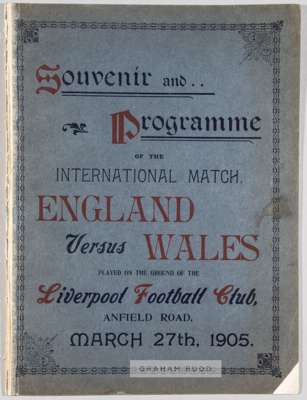 Souvenir and..
Programme
OF THE
INTERNATIONAL MATCH.
ENGLAND
Versus WALES
PLAYED ON THE GROUND OF THE
Liverpool Football Club,
ANFIELD ROAD,
MARCH 27th, 1905.
GRAHAM BUDD